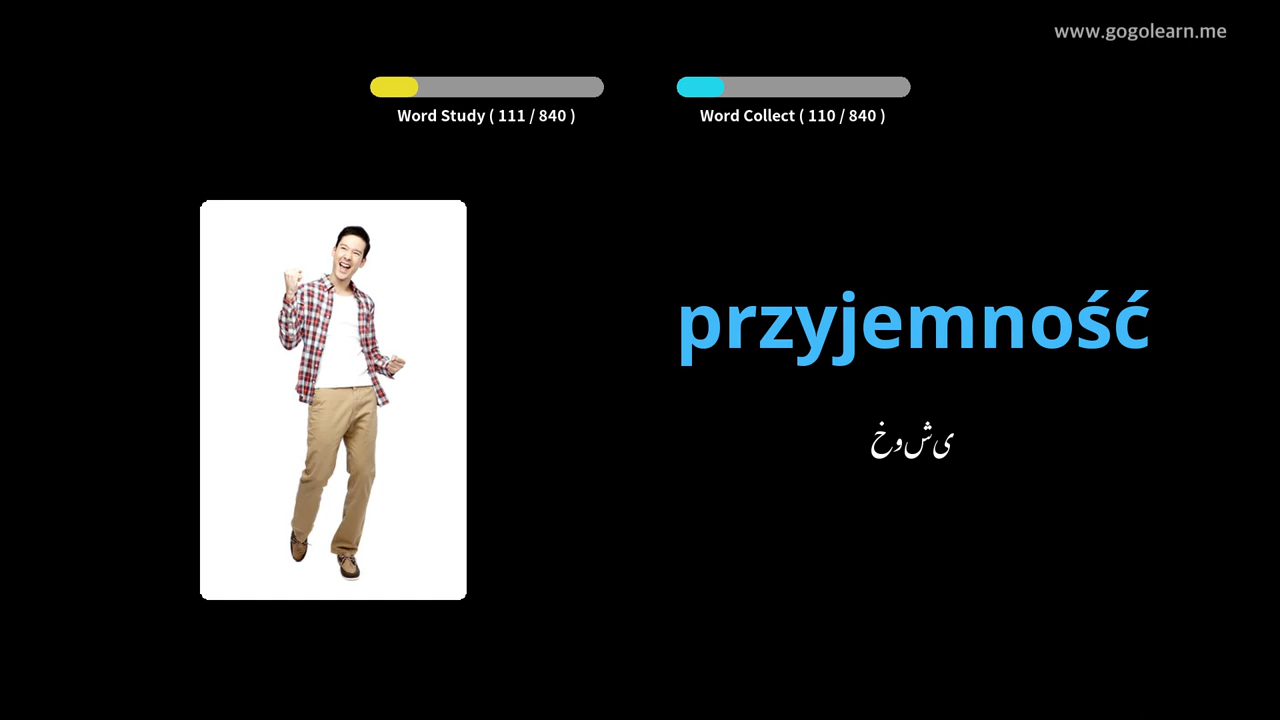 www.gogolearn.me
Word Study ( 111 / 840 )
Word Collect ( 110 / 840 )
przyjemność
خوشی